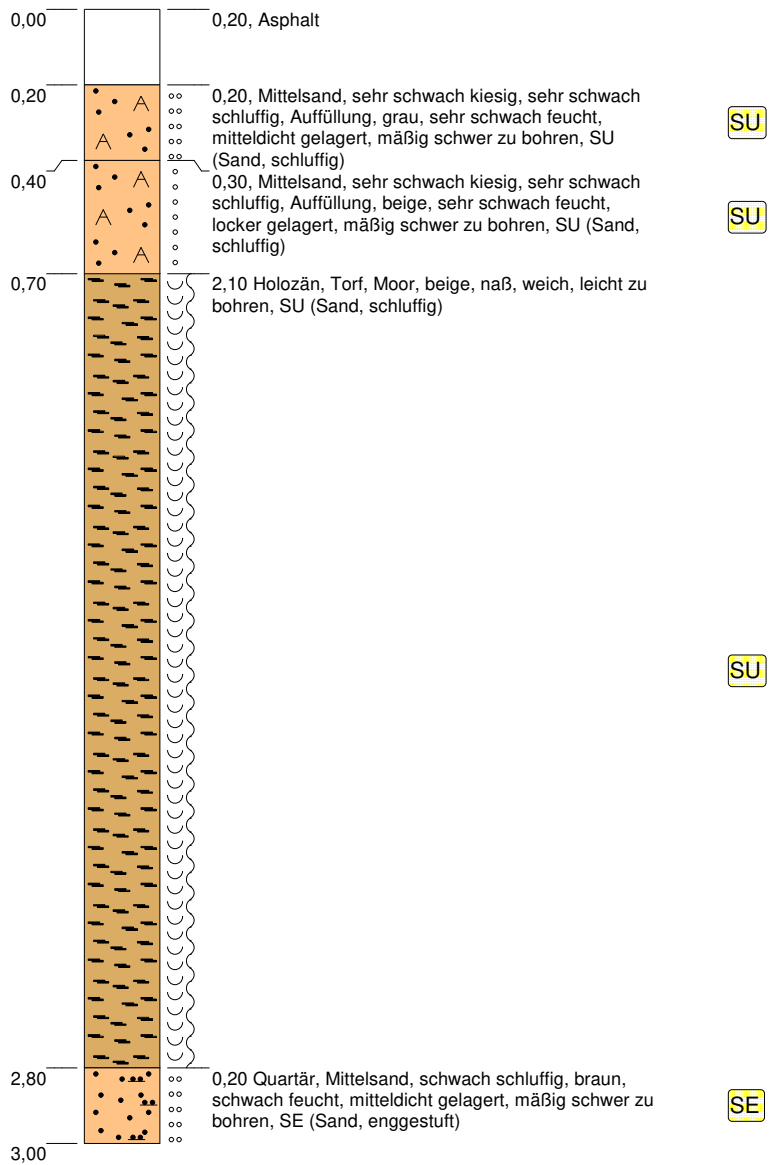 0,00
0,20, Asphalt
0,20
0,20, Mittelsand, sehr schwach kiesig, sehr schwach
schluffig, Auffüllung, grau, sehr schwach feucht,
mitteldicht gelagert, mäßig schwer zu bohren, SU
(Sand, schluffig)
SU
0,40
0,30, Mittelsand, sehr schwach kiesig, sehr schwach
schluffig, Auffüllung, beige, sehr schwach feucht,
locker gelagert, mäßig schwer zu bohren, SU (Sand,
schluffig)
SU
0,70
2,10 Holozän, Torf, Moor, beige, naß, weich, leicht zu
bohren, SU (Sand, schluffig)
SU
2,80
0,20 Quartär, Mittelsand, schwach schluffig, braun,
schwach feucht, mitteldicht gelagert, mäßig schwer zu
bohren, SE (Sand, enggestuft)
SE
3,00